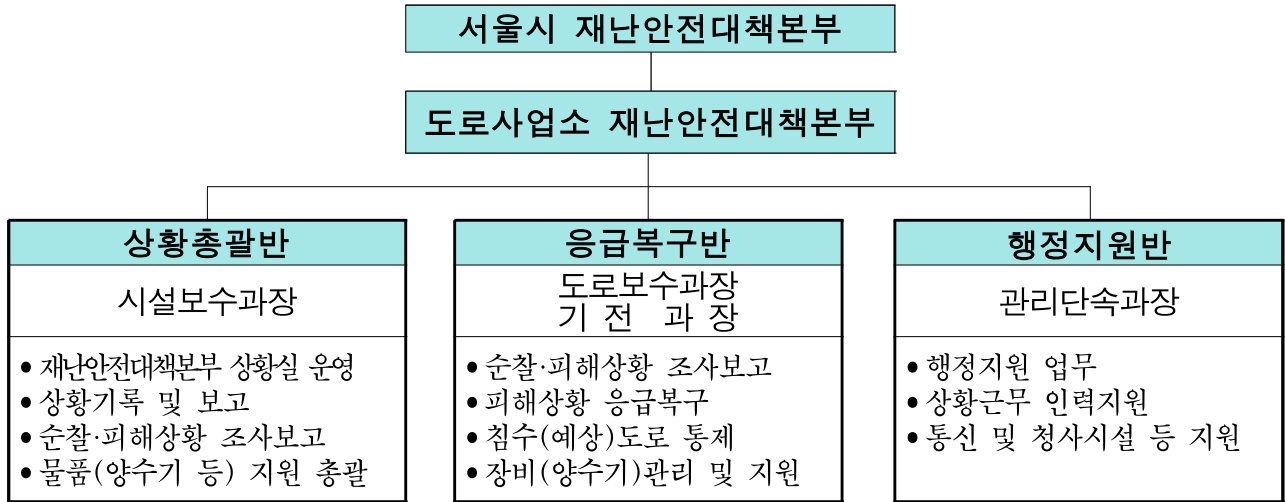 서울시 재난안전대책본부
도로사업소 재난안전대책본부
상황총괄반
시설보수과장
• 재난안전대책본부 상황실 운영
• 상황기록 및 보고
• 순찰·피해상황 조사보고
• 물품(양수기 등) 지원 총괄
응급복구반
도로보수과장
기 전 과 장
• 순찰·피해상황 조사보고
• 피해상황 응급복구
• 침수(예상)도로 통제
• 장비(양수기)관리 및 지원
행정지원반
관리단속과장
• 행정지원 업무
• 상황근무 인력지원
• 통신 및 청사시설 등 지원